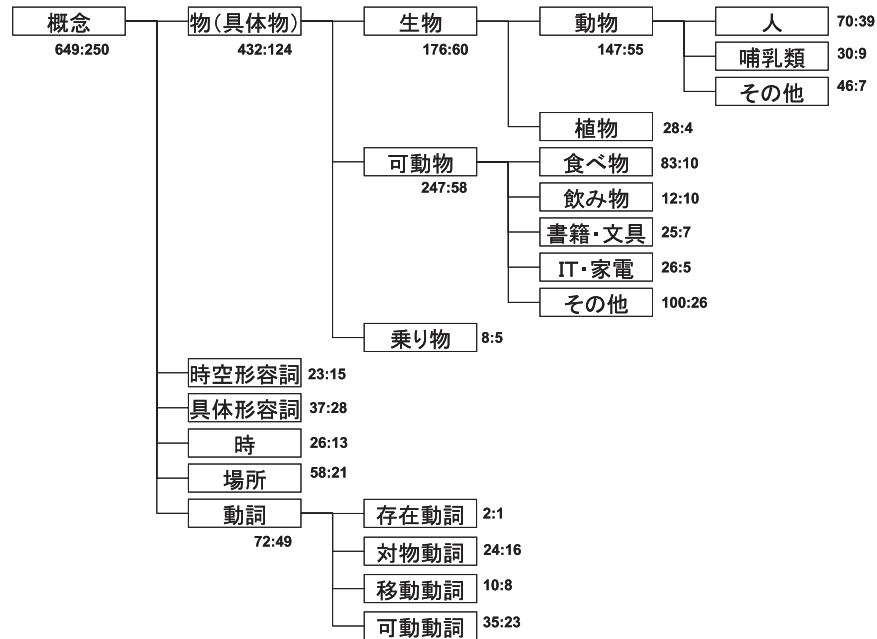 概念
649:250
物(具体物)
432:124
生物
176:60
動物
147:55
人 70:39
哺乳類 30:9
その他 46:7
植物 28:4
可動物
247:58
食べ物 83:10
飲み物 12:10
書籍・文具 25:7
IT・家電 26:5
その他 100:26
乗り物 8:5
時空形容詞 23:15
具体形容詞 37:28
時 26:13
場所 58:21
動詞
72:49
存在動詞 2:1
対物動詞 24:16
移動動詞 10:8
可動動詞 35:23